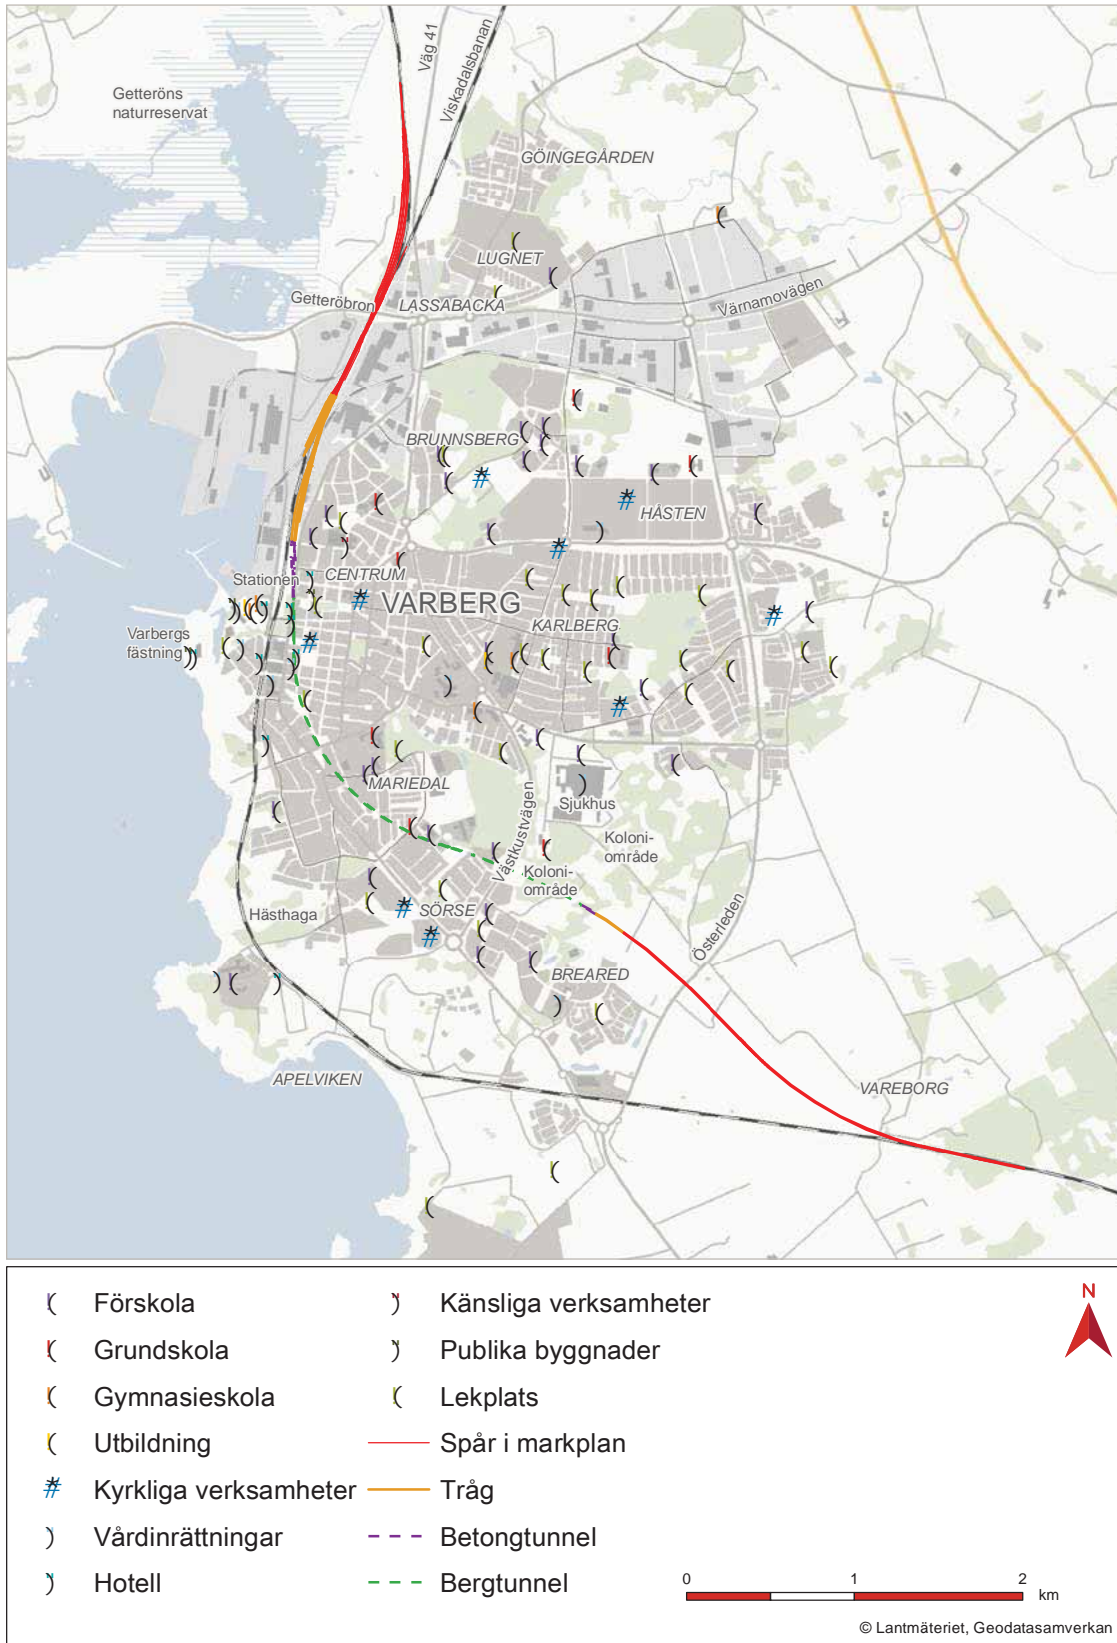 Väg 41
Viskadalsbanan
Getteröns
naturreservat
GÖINGEGÅRDEN
LUGNET
Getteröbron
LASSABACKA
Värnamovägen
BRUNNSBERG
HÅSTEN
Stationen
CENTRUM
VARBERG
KARLBERG
Varbergs
fästning
MARIEDAL
Sjukhus
Västkustvägen
Koloni-
område
Koloni-
område
Hästhaga
SÖRSE
Österleden
BREARED
APELVIKEN
VAREBORG
Förskola
Grundskola
Gymnasieskola
Utbildning
Kyrkliga verksamheter
Vårdinrättningar
Hotell
Känsliga verksamheter
Publika byggnader
Lekplats
Spår i markplan
Tråg
Betongtunnel
Bergtunnel
N
0 1 2
km
© Lantmäteriet, Geodatasamverkan